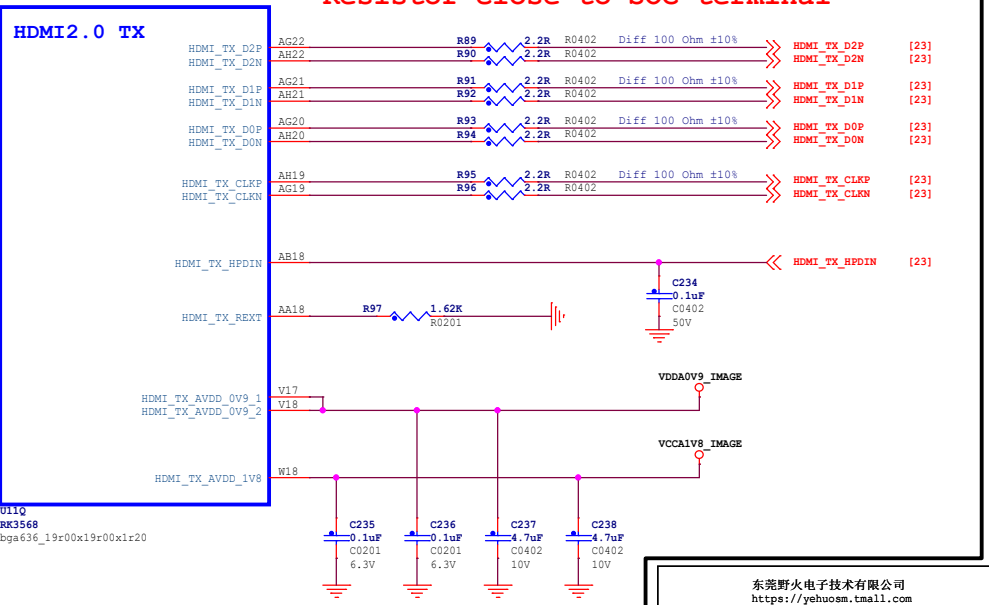 Resistor close to SoC terminal
HDMI2.0 TX
HDMI_TX_D2P AG22 R89 2.2R R0402 Diff 100 Ohm ±10% HDMI_TX_D2P [23]
HDMI_TX_D2N AH22 R90 2.2R R0402 HDMI_TX_D2N [23]
HDMI_TX_D1P AG21 R91 2.2R R0402 Diff 100 Ohm ±10% HDMI_TX_D1P [23]
HDMI_TX_D1N AH21 R92 2.2R R0402 HDMI_TX_D1N [23]
HDMI_TX_D0P AG20 R93 2.2R R0402 Diff 100 Ohm ±10% HDMI_TX_D0P [23]
HDMI_TX_D0N AH20 R94 2.2R R0402 HDMI_TX_D0N [23]
HDMI_TX_CLKP AH19 R95 2.2R R0402 Diff 100 Ohm ±10% HDMI_TX_CLKP [23]
HDMI_TX_CLKN AG19 R96 2.2R R0402 HDMI_TX_CLKN [23]
HDMI_TX_HPDIN AB18 HDMI_TX_HPDIN [23]
C234
0.1uF
C0402
50V
HDMI_TX_REXT AA18 R97 1.62K
R0201
VDDA0V9_IMAGE
HDMI_TX_AVDD_0V9_1 V17
HDMI_TX_AVDD_0V9_2 V18
VCCA1V8_IMAGE
HDMI_TX_AVDD_1V8 W18
U11Q
RK3568
bga636_19r00x19r00x1r20
C235 C236 C237 C238
0.1uF 0.1uF 4.7uF 4.7uF
C0201 C0201 C0402 C0402
6.3V 6.3V 10V 10V
东莞野火电子技术有限公司
https://yehuosm.tmall.com